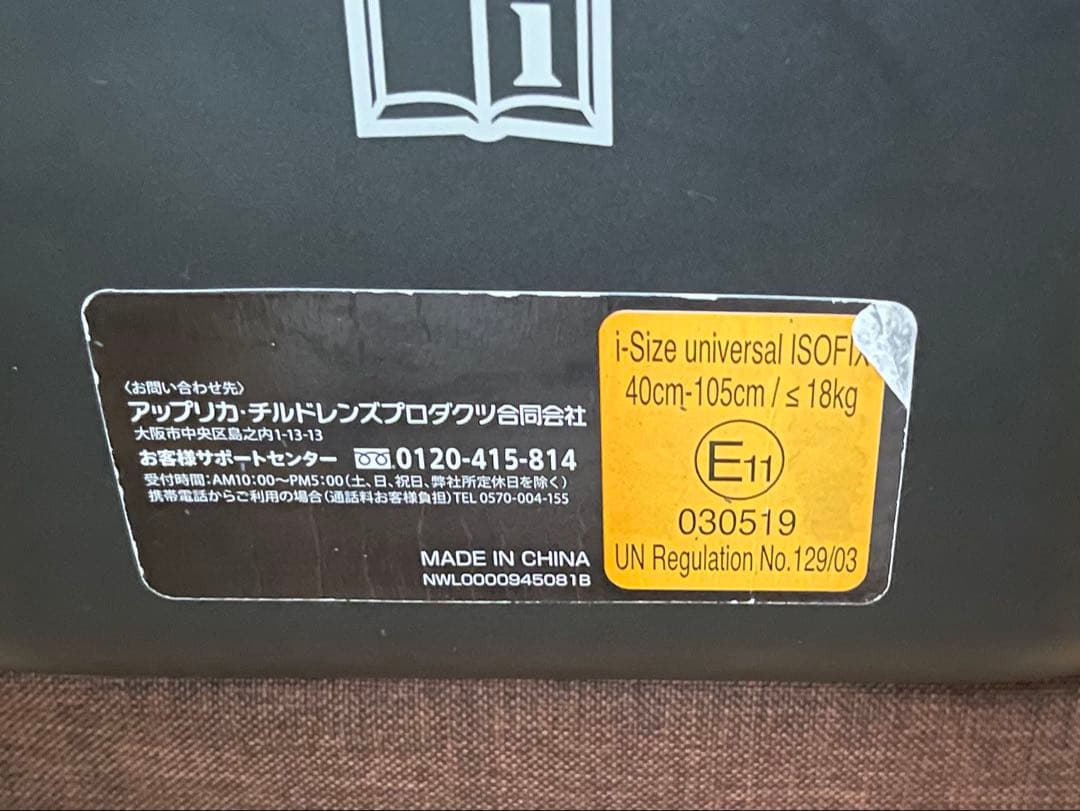 i
〈お問い合わせ先〉
アップリカ・チルドレンズプロダクツ合同会社
大阪市中央区島之内1-13-13
お客様サポートセンター 0120-415-814
受付時間:AM10:00〜PM5:00(土、日、祝日、弊社所定休日を除く)
携帯電話からご利用の場合(通話料お客様負担)TEL 0570-004-155
MADE IN CHINA
NWL0000945081B
i-Size universal ISOFIX
40cm-105cm / ≤ 18kg
E11
030519
UN Regulation No.129/03